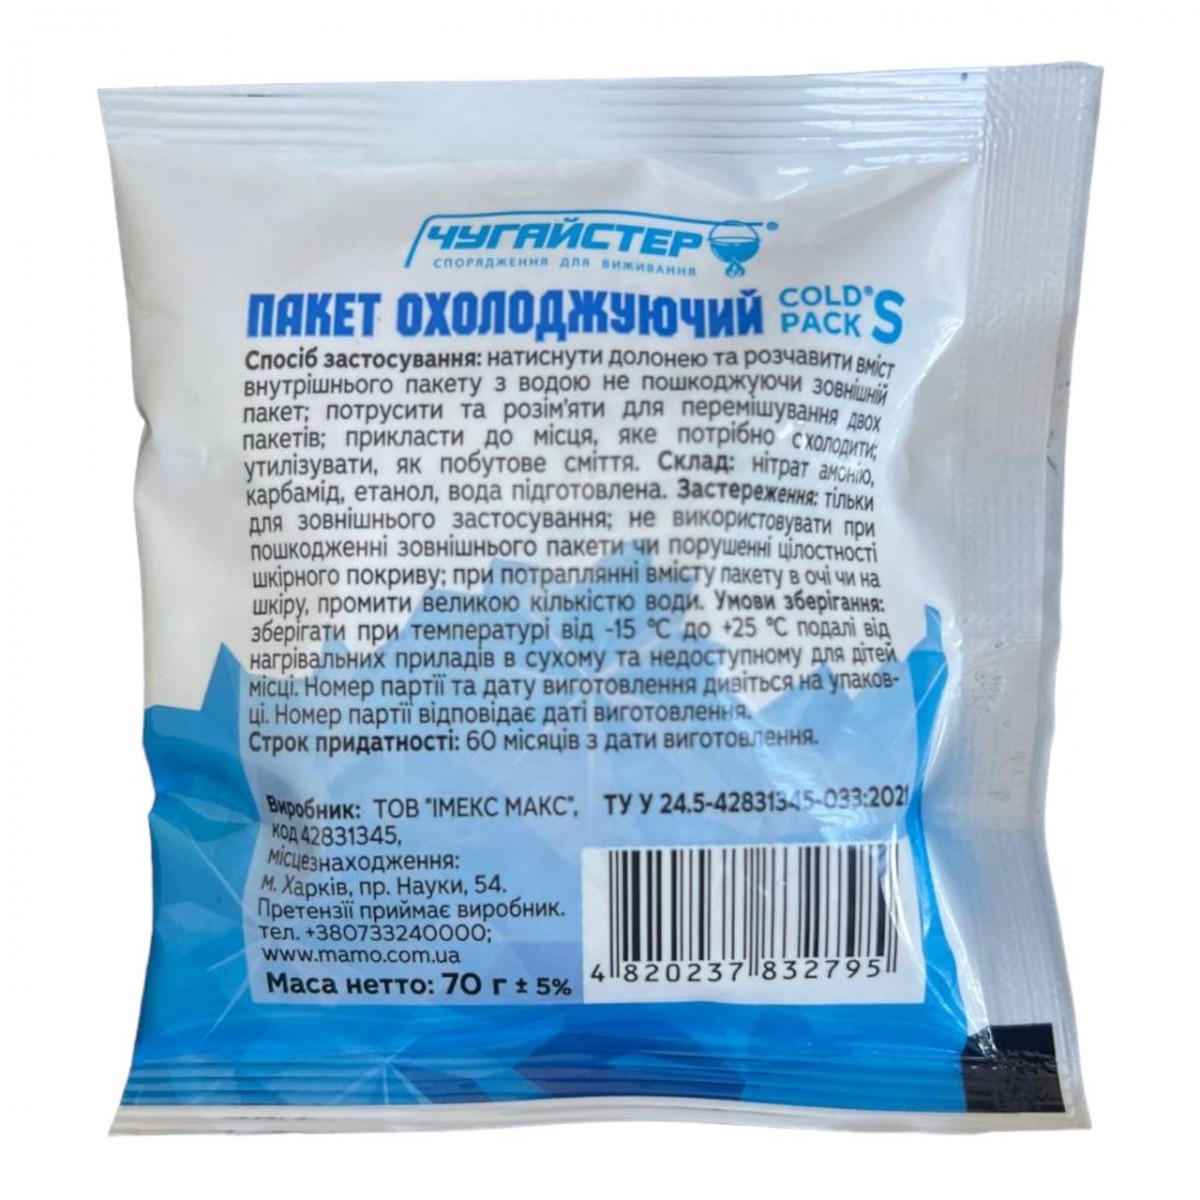 ЧУГАЙСТЕР®
СПОРЯДЖЕННЯ ДЛЯ ВИЖИВАННЯ
ПАКЕТ ОХОЛОДЖУЮЧИЙ COLD® PACK S
Спосіб застосування: натиснути долонею та розчавити вміст
внутрішнього пакету з водою не пошкоджуючи зовнішній
пакет; потрусити та розім'яти для перемішування двох
пакетів; прикласти до місця, яке потрібно охолодити;
утилізувати, як побутове сміття. Склад: нітрат амонію,
карбамід, етанол, вода підготовлена. Застереження: тільки
для зовнішнього застосування; не використовувати при
пошкодженні зовнішнього пакети чи порушенні цілостності
шкірного покриву; при потраплянні вмісту пакету в очі чи на
шкіру, промити великою кількістю води. Умови зберігання:
зберігати при температурі від -15 °С до +25 °С подалі від
нагрівальних приладів в сухому та недоступному для дітей
місці. Номер партії та дату виготовлення дивіться на упаков-
ці. Номер партії відповідає даті виготовлення.
Строк придатності: 60 місяців з дати виготовлення.
Виробник: ТОВ "ІМЕКС МАКС", ТУ У 24.5-42831345-033:2021
код 42831345,
місцезнаходження:
м. Харків, пр. Науки, 54.
Претензії приймає виробник.
тел. +380733240000;
www.mamo.com.ua
Маса нетто: 70 г ± 5%
4 820237 832795